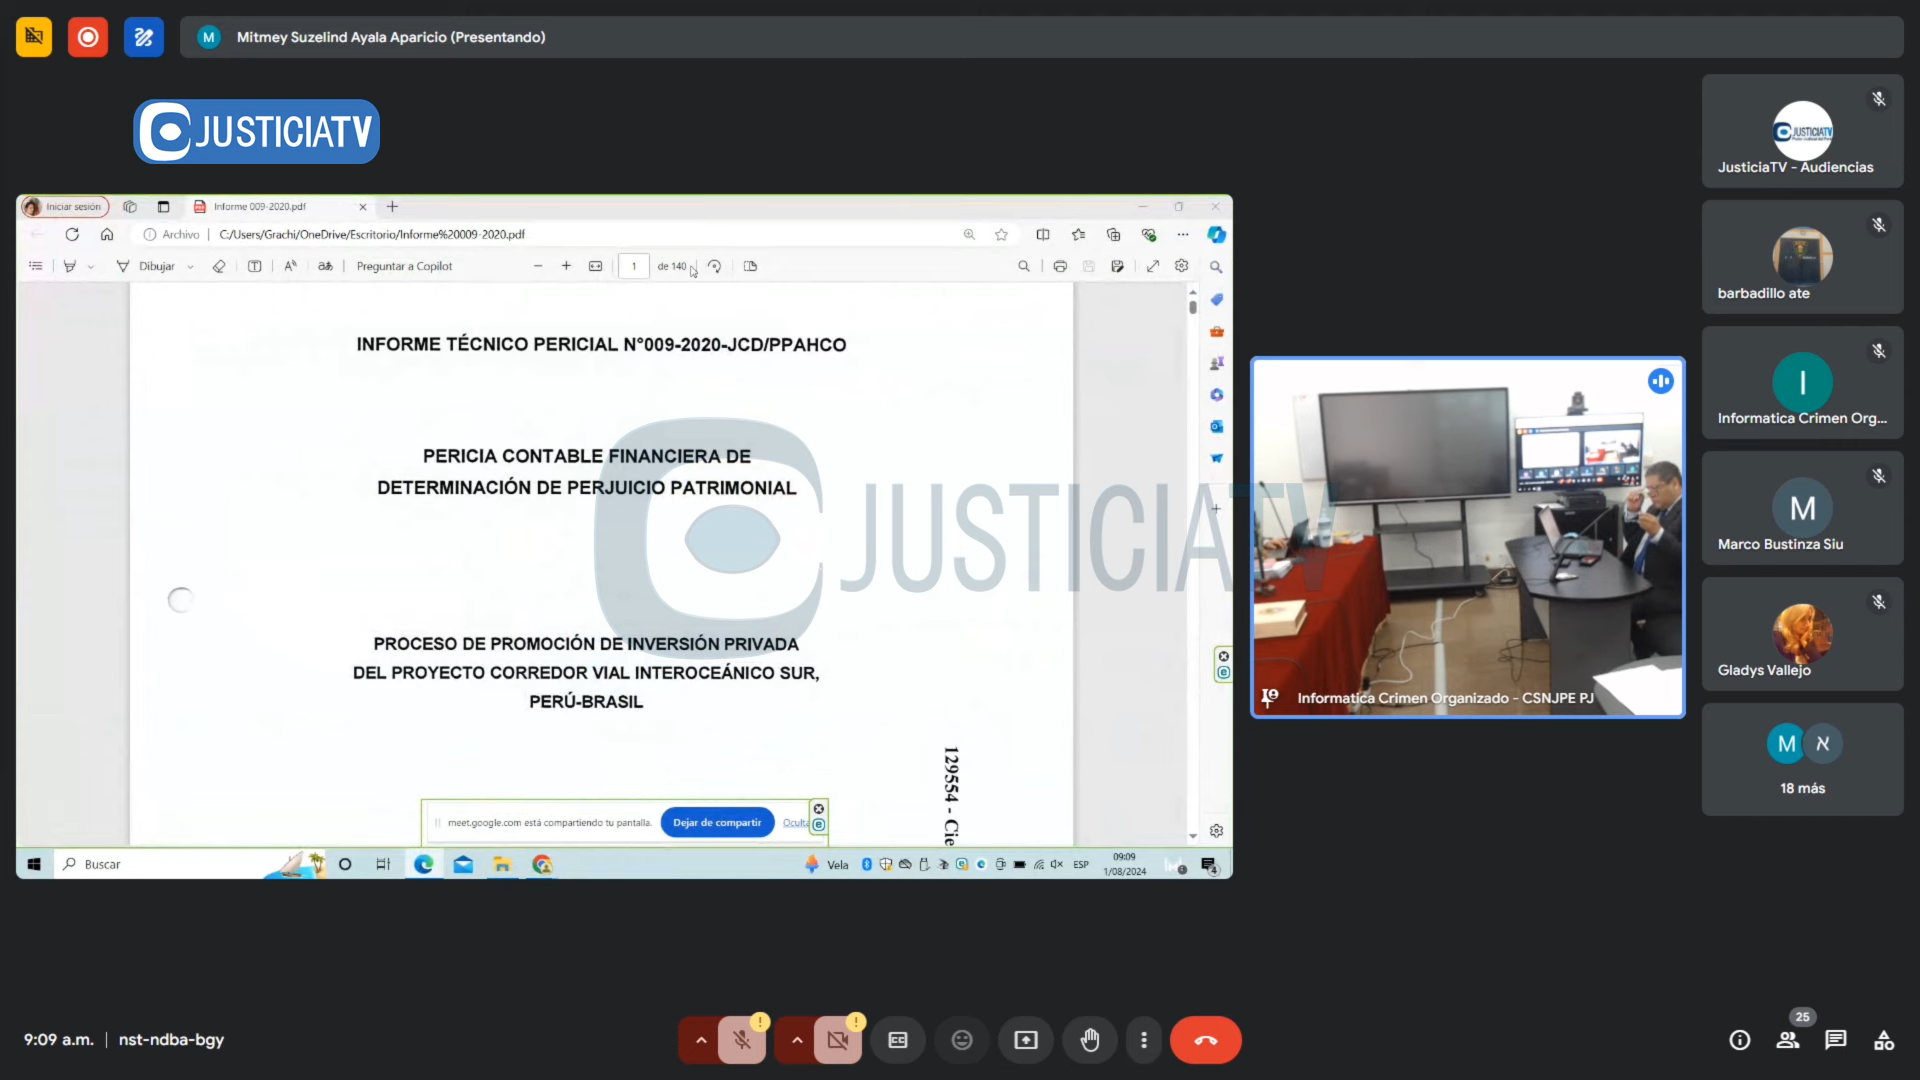 M
Mitmey Suzelind Ayala Aparicio (Presentando)
JUSTICIATV
Iniciar sesión
Informe 009-2020.pdf
Archivo
C:/Users/Grachi/OneDrive/Escritorio/Informe%20009-2020.pdf
Dibujar
Preguntar a Copilot
1
de 140
INFORME TÉCNICO PERICIAL N°009-2020-JCD/PPAHCO
PERICIA CONTABLE FINANCIERA DE
DETERMINACIÓN DE PERJUICIO PATRIMONIAL
PROCESO DE PROMOCIÓN DE INVERSIÓN PRIVADA
DEL PROYECTO CORREDOR VIAL INTEROCEÁNICO SUR,
PERÚ-BRASIL
129554 - Cie
JUSTICIATV
meet.google.com está compartiendo tu pantalla.
Dejar de compartir
Oculta
Buscar
Vela
ESP
09:09
1/08/2024
4
Informatica Crimen Organizado - CSNJPE PJ
JUSTICIATV
JusticiaTV - Audiencias
barbadillo ate
I
Informatica Crimen Org...
M
Marco Bustinza Siu
Gladys Vallejo
M
א
18 más
9:09 a.m.
nst-ndba-bgy
25